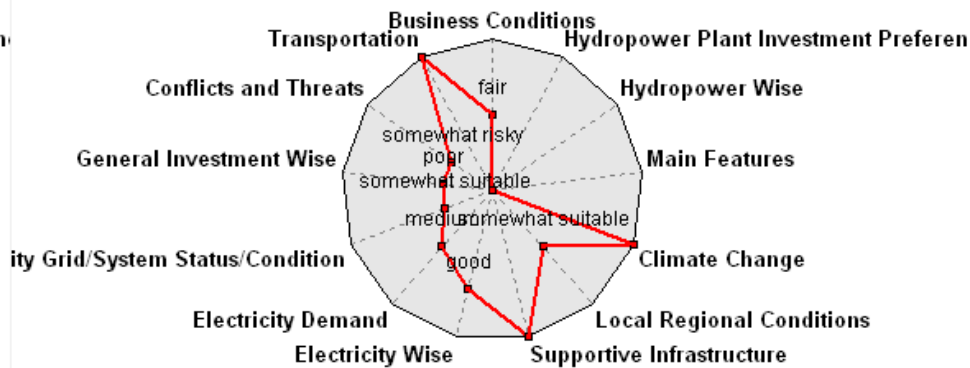 Business Conditions
Transportation
Hydropower Plant Investment Preferen
Conflicts and Threats
fair
Hydropower Wise
somewhat risky
General Investment Wise
poor
Main Features
somewhat suitable
medium
somewhat suitable
ity Grid/System Status/Condition
good
Climate Change
Electricity Demand
Local Regional Conditions
Electricity Wise
Supportive Infrastructure